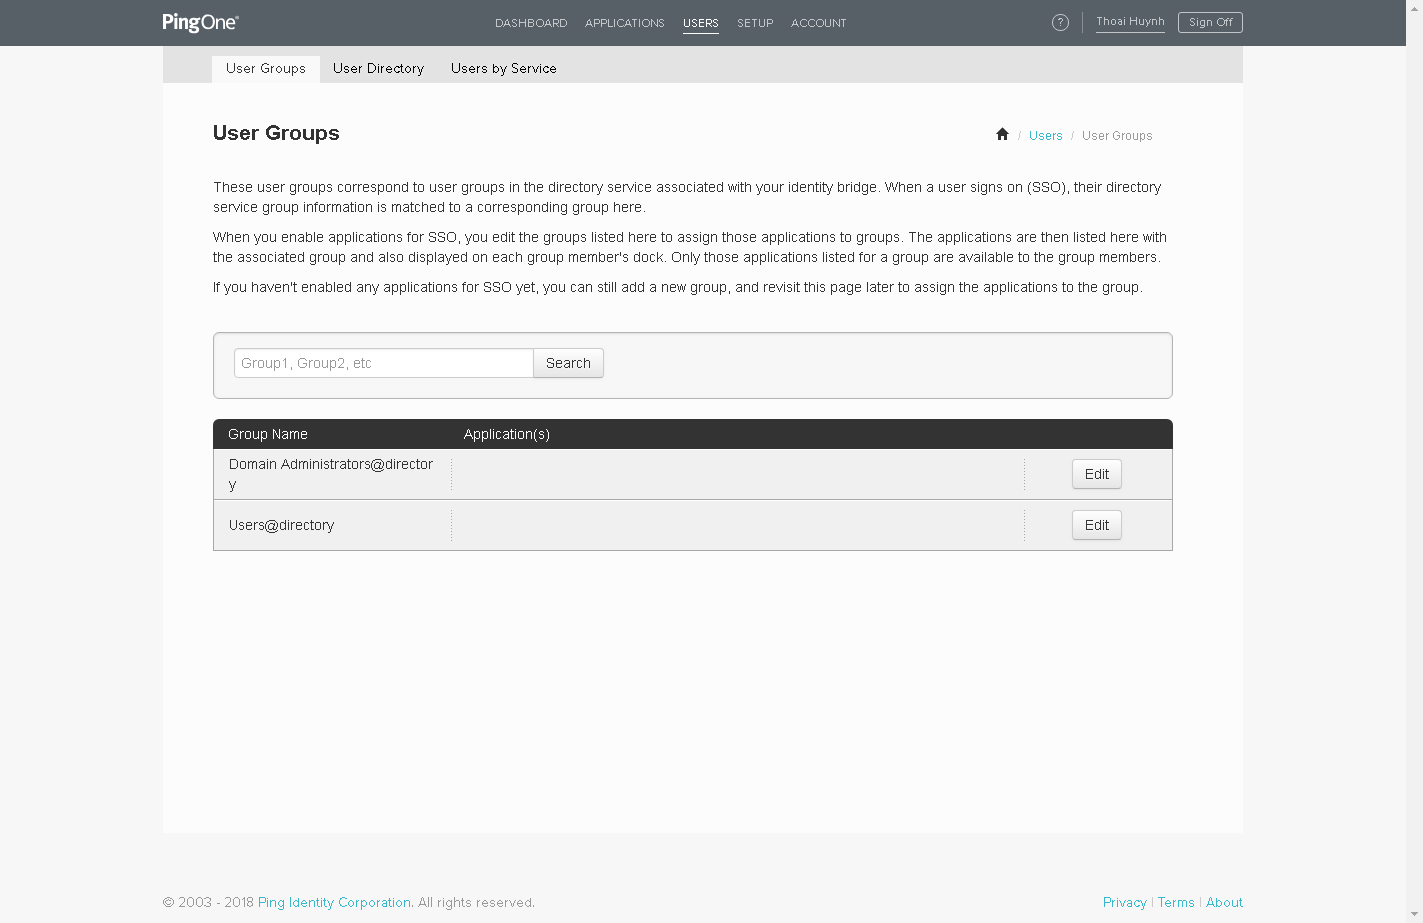 PingOne®
DASHBOARD APPLICATIONS USERS SETUP ACCOUNT
? Thoai Huynh Sign Off
User Groups User Directory Users by Service
User Groups
/ Users / User Groups
These user groups correspond to user groups in the directory service associated with your identity bridge. When a user signs on (SSO), their directory
service group information is matched to a corresponding group here.
When you enable applications for SSO, you edit the groups listed here to assign those applications to groups. The applications are then listed here with
the associated group and also displayed on each group member's dock. Only those applications listed for a group are available to the group members.
If you haven't enabled any applications for SSO yet, you can still add a new group, and revisit this page later to assign the applications to the group.
Group1, Group2, etc Search
Group Name Application(s)
Domain Administrators@director
y
Edit
Users@directory Edit
© 2003 - 2018 Ping Identity Corporation. All rights reserved. Privacy | Terms | About